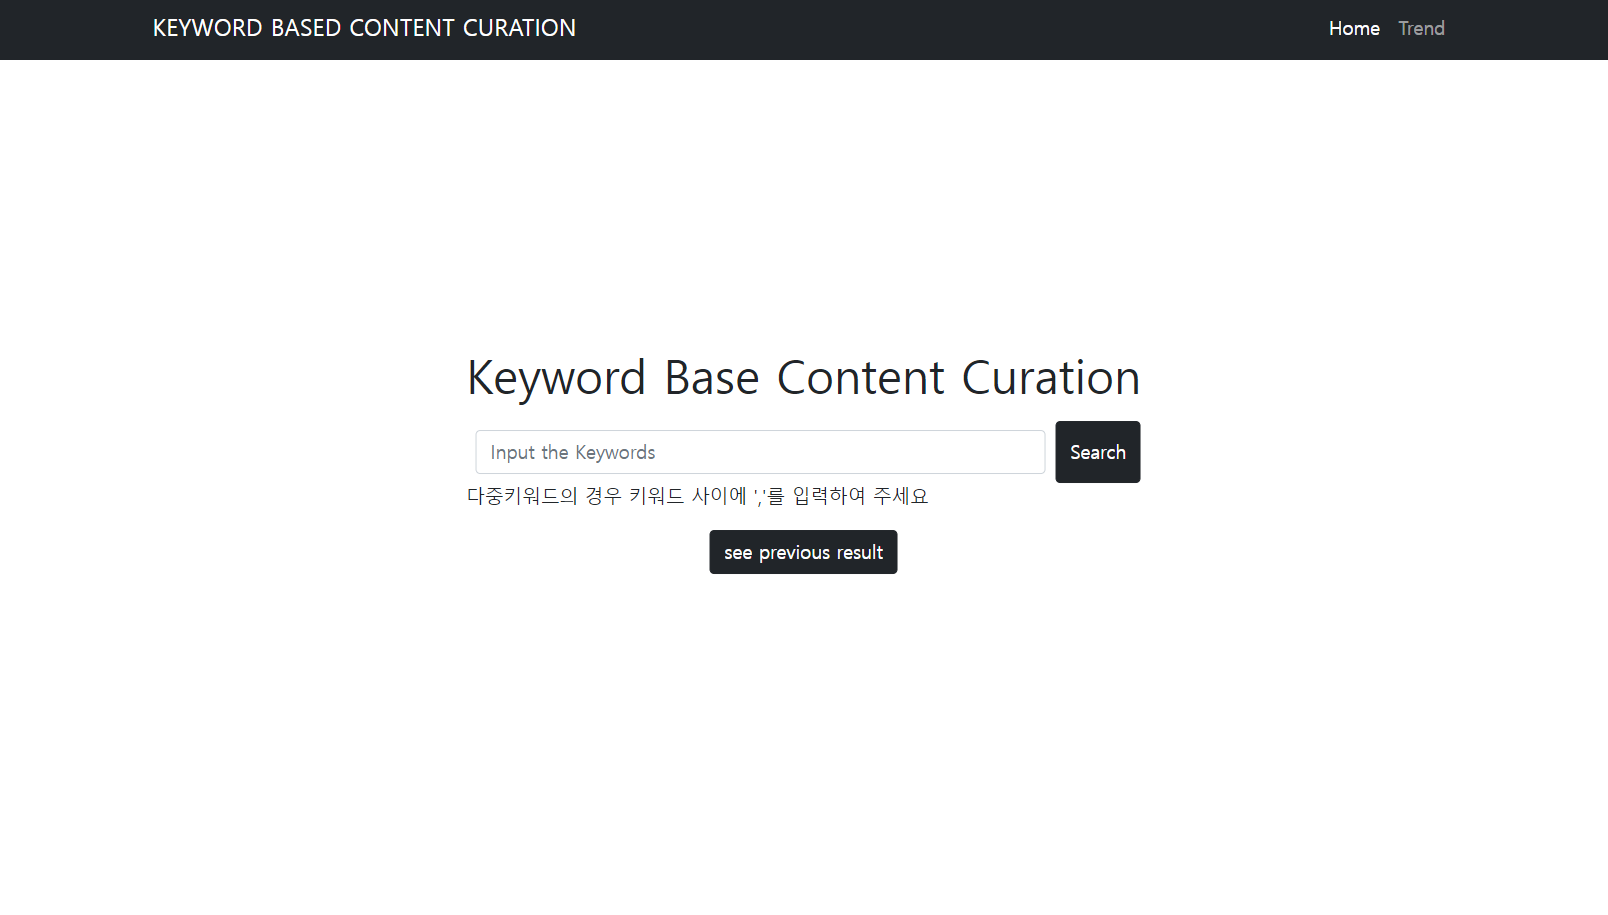 KEYWORD BASED CONTENT CURATION
Home Trend
Keyword Base Content Curation
Input the Keywords
Search
다중키워드의 경우 키워드 사이에 ','를 입력하여 주세요
see previous result